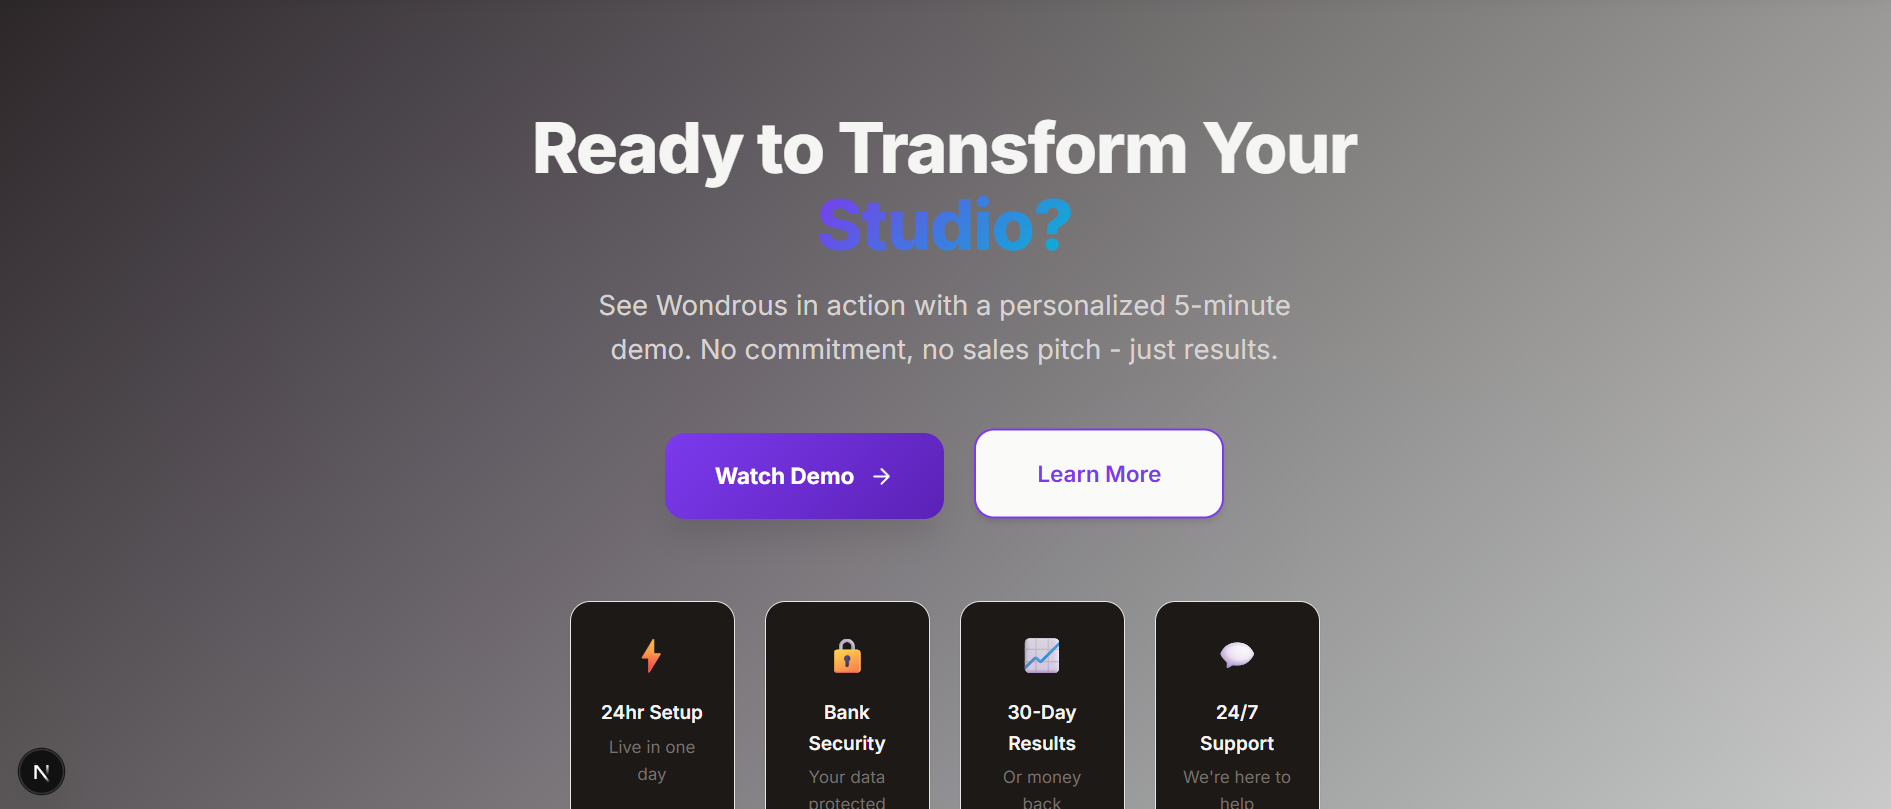 Ready to Transform Your
Studio?
See Wondrous in action with a personalized 5-minute
demo. No commitment, no sales pitch - just results.
Watch Demo →
Learn More
24hr Setup
Live in one
day
Bank
Security
Your data
protected
30-Day
Results
Or money
back
24/7
Support
We're here to
help
N